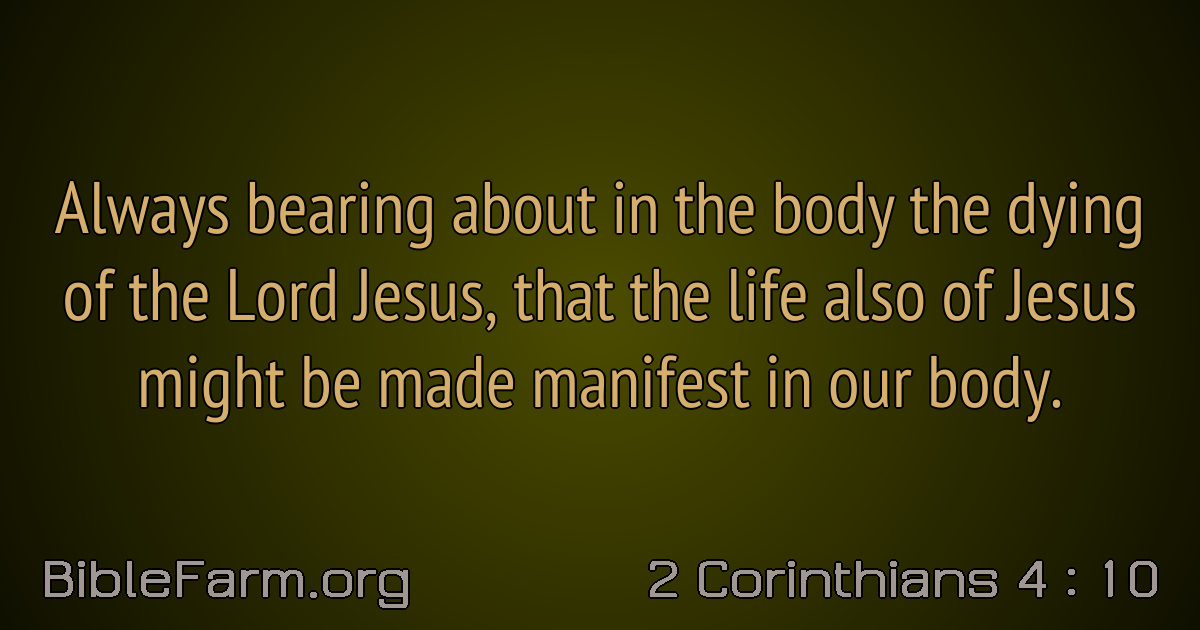 Always bearing about in the body the dying
of the Lord Jesus, that the life also of Jesus
might be made manifest in our body.
BibleFarm.org
2 Corinthians 4 : 10